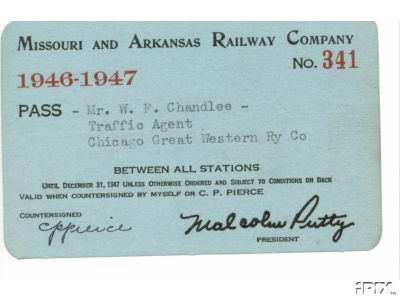 MISSOURI AND ARKANSAS RAILWAY COMPANY
1946-1947
No. 341
PASS - Mr. W. F. Chandlee -
Traffic Agent
Chicago Great Western Ry Co
BETWEEN ALL STATIONS
UNTIL DECEMBER 31, 1947 UNLESS OTHERWISE ORDERED AND SUBJECT TO CONDITIONS ON BACK
VALID WHEN COUNTERSIGNED BY MYSELF OR C. P. PIERCE
COUNTERSIGNED
CPPierce
Malcolm Putty
PRESIDENT
iPIX